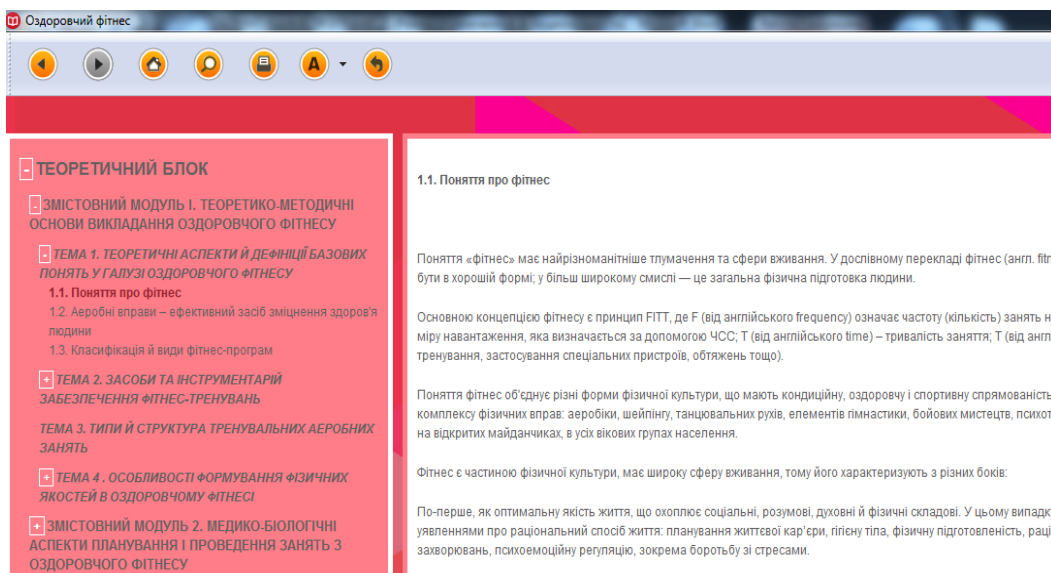 Оздоровчий фітнес
A
- ТЕОРЕТИЧНИЙ БЛОК
- ЗМІСТОВНИЙ МОДУЛЬ І. ТЕОРЕТИКО-МЕТОДИЧНІ
ОСНОВИ ВИКЛАДАННЯ ОЗДОРОВЧОГО ФІТНЕСУ
- ТЕМА 1. ТЕОРЕТИЧНІ АСПЕКТИ Й ДЕФІНІЦІЇ БАЗОВИХ
ПОНЯТЬ У ГАЛУЗІ ОЗДОРОВЧОГО ФІТНЕСУ
1.1. Поняття про фітнес
1.2. Аеробні вправи – ефективний засіб зміцнення здоров'я
людини
1.3. Класифікація й види фітнес-програм
+ ТЕМА 2. ЗАСОБИ ТА ІНСТРУМЕНТАРІЙ
ЗАБЕЗПЕЧЕННЯ ФІТНЕС-ТРЕНУВАНЬ
ТЕМА 3. ТИПИ Й СТРУКТУРА ТРЕНУВАЛЬНИХ АЕРОБНИХ
ЗАНЯТЬ
+ ТЕМА 4 . ОСОБЛИВОСТІ ФОРМУВАННЯ ФІЗИЧНИХ
ЯКОСТЕЙ В ОЗДОРОВЧОМУ ФІТНЕСІ
+ ЗМІСТОВНИЙ МОДУЛЬ 2. МЕДИКО-БІОЛОГІЧНІ
АСПЕКТИ ПЛАНУВАННЯ І ПРОВЕДЕННЯ ЗАНЯТЬ З
ОЗДОРОВЧОГО ФІТНЕСУ
1.1. Поняття про фітнес
Поняття «фітнес» має найрізноманітніше тлумачення та сфери вживання. У дослівному перекладі фітнес (англ. fitn
бути в хорошій формі; у більш широкому смислі — це загальна фізична підготовка людини.
Основною концепцією фітнесу є принцип FITT, де F (від англійського frequency) означає частоту (кількість) занять н
міру навантаження, яка визначається за допомогою ЧСС; T (від англійського time) – тривалість заняття; T (від англ
тренування, застосування спеціальних пристроїв, обтяжень тощо).
Поняття фітнес об'єднує різні форми фізичної культури, що мають кондиційну, оздоровчу і спортивну спрямованість
комплексу фізичних вправ: аеробіки, шейпінгу, танцювальних рухів, елементів гімнастики, бойових мистецтв, психот
на відкритих майданчиках, в усіх вікових групах населення.
Фітнес є частиною фізичної культури, має широку сферу вживання, тому його характеризують з різних боків:
По-перше, як оптимальну якість життя, що охоплює соціальні, розумові, духовні й фізичні складові. У цьому випадку
уявленнями про раціональний спосіб життя: планування життєвої кар'єри, гігієну тіла, фізичну підготовленість, раці
захворювань, психоемоційну регуляцію, зокрема боротьбу зі стресами.